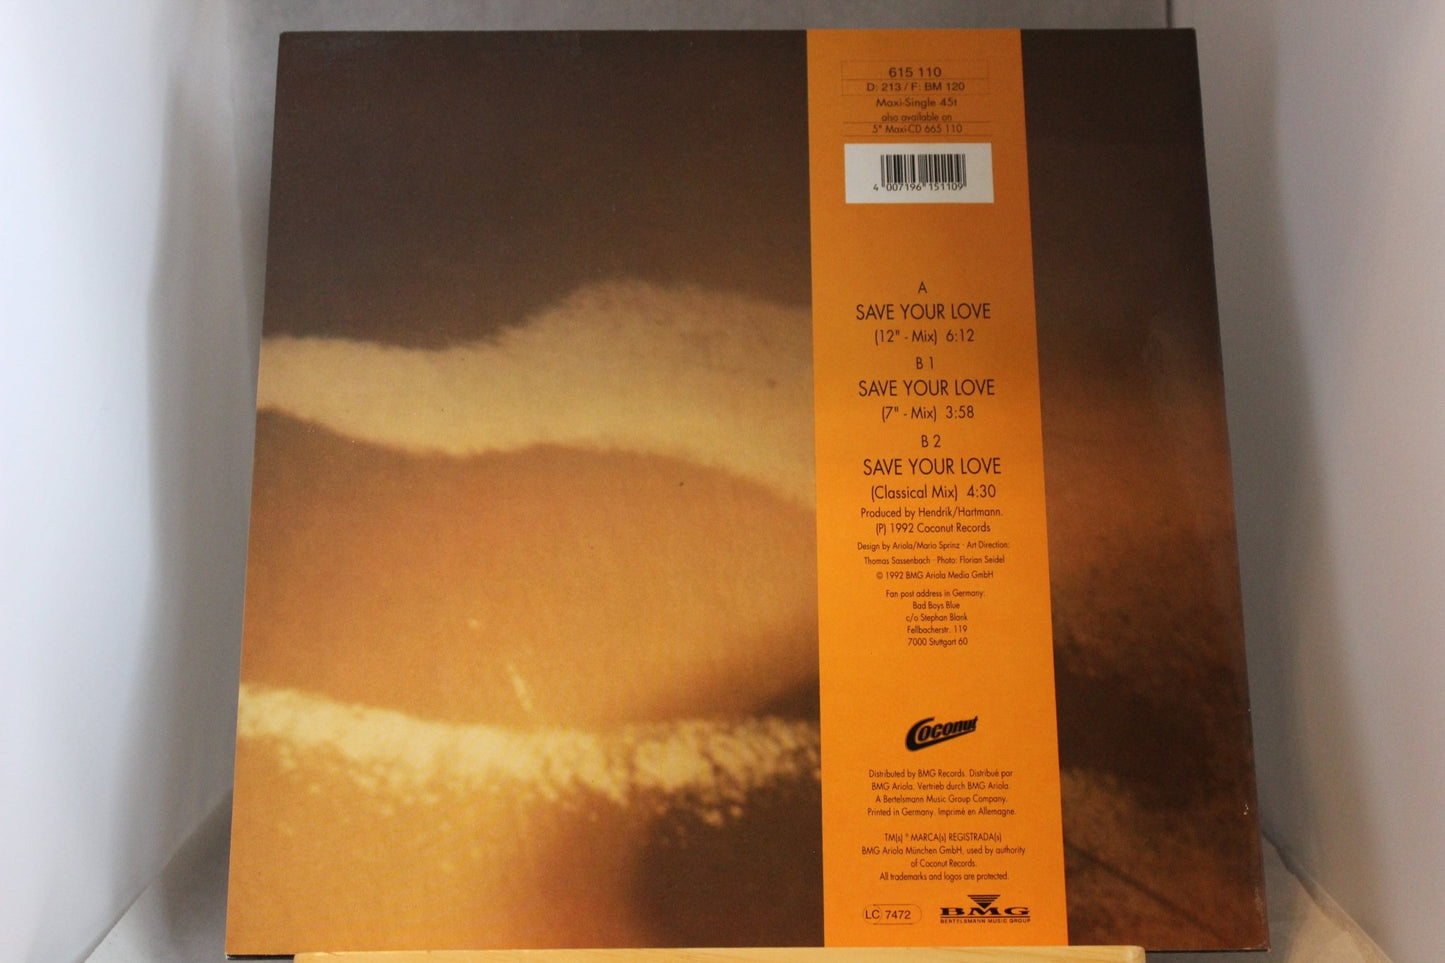 615 110
D: 213 / F: BM 120
Maxi-Single 45t
also available on
5" Maxi-CD 665 110
4 007196 151109
A
SAVE YOUR LOVE
(12" - Mix) 6:12
B 1
SAVE YOUR LOVE
(7" - Mix) 3:58
B 2
SAVE YOUR LOVE
(Classical Mix) 4:30
Produced by Hendrik/Hartmann.
(P) 1992 Coconut Records
Design by Ariola/Mario Sprinz · Art Direction:
Thomas Sassenbach · Photo: Florian Seidel
© 1992 BMG Ariola Media GmbH
Fan post address in Germany:
Bad Boys Blue
c/o Stephan Blank
Fellbacherstr. 119
7000 Stuttgart 60
Coconut
Distributed by BMG Records. Distribué par
BMG Ariola. Vertrieb durch BMG Ariola.
A Bertelsmann Music Group Company.
Printed in Germany. Imprimé en Allemagne.
TM(s) ® MARCA(s) REGISTRADA(s)
BMG Ariola München GmbH, used by authority
of Coconut Records.
All trademarks and logos are protected.
LC 7472
BMG
BERTELSMANN MUSIC GROUP